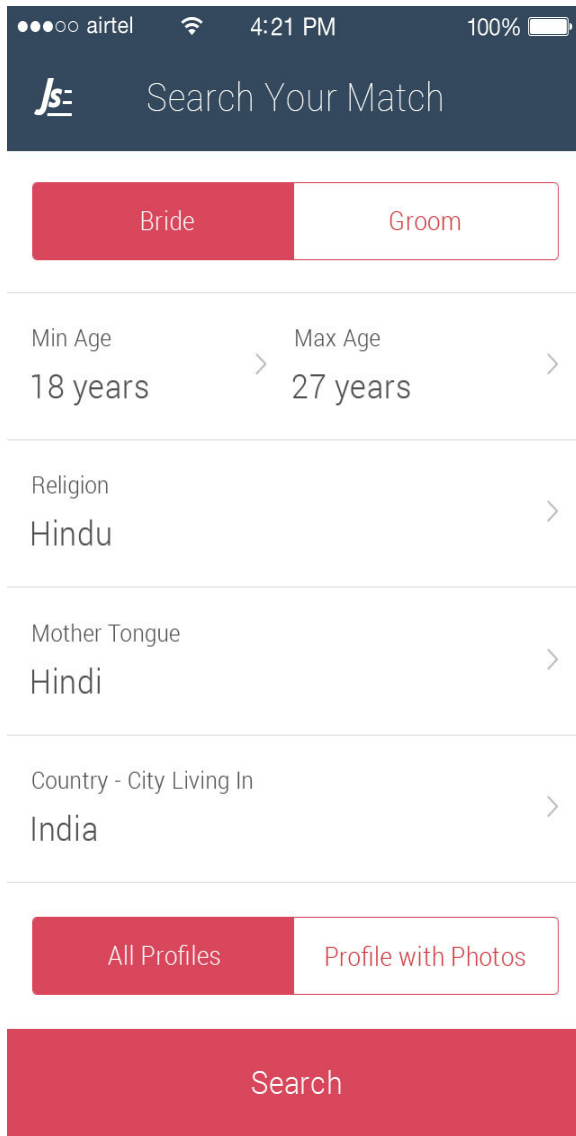 airtel 4:21 PM 100%
JS Search Your Match
Bride Groom
Min Age Max Age
18 years 27 years
Religion
Hindu
Mother Tongue
Hindi
Country - City Living In
India
All Profiles Profile with Photos
Search